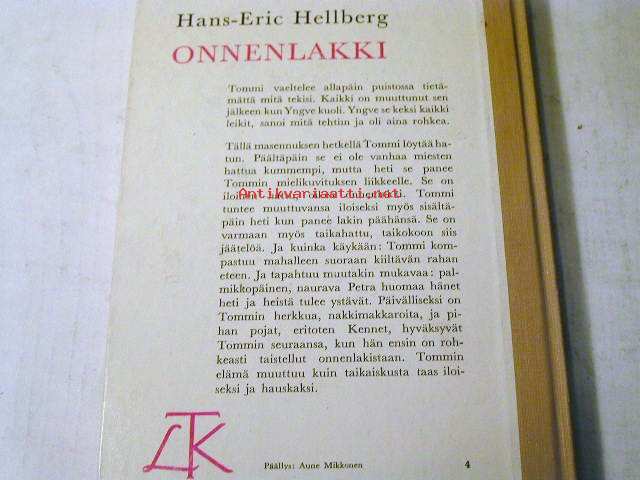 Hans-Eric Hellberg
ONNENLAKKI
Tommi vaeltelee allapäin puistossa tietä-
mättä mitä tekisi. Kaikki on muuttunut sen
jälkeen kun Yngve kuoli. Yngve se keksi kaikki
leikit, sanoi mitä tehtiin ja oli aina rohkea.
Tällä masennuksen hetkellä Tommi löytää ha-
tun. Päältäpäin se ei ole vanhaa miesten
hattua kummempi, mutta heti se panee
Tommin mielikuvituksen liikkeelle. Se on
Antikvariaatti.net
Tommi
tuntee muuttuvansa iloiseksi myös sisältä-
päin heti kun panee lakin päähänsä. Se on
varmaan myös taikahattu, taikokoon siis
jäätelöä. Ja kuinka käykään: Tommi kom-
pastuu mahalleen suoraan kiiltävän rahan
eteen. Ja tapahtuu muutakin mukavaa: pal-
mikkopäinen, naurava Petra huomaa hänet
heti ja heistä tulee ystävät. Päivälliseksi on
Tommin herkkua, nakkimakkaroita, ja pi-
han pojat, eritoten Kennet, hyväksyvät
Tommin seuraansa, kun hän ensin on roh-
keasti taistellut onnenlakistaan. Tommin
elämä muuttuu kuin taikaiskusta taas iloi-
seksi ja hauskaksi.
LTK
Päällys: Aune Mikkonen 4